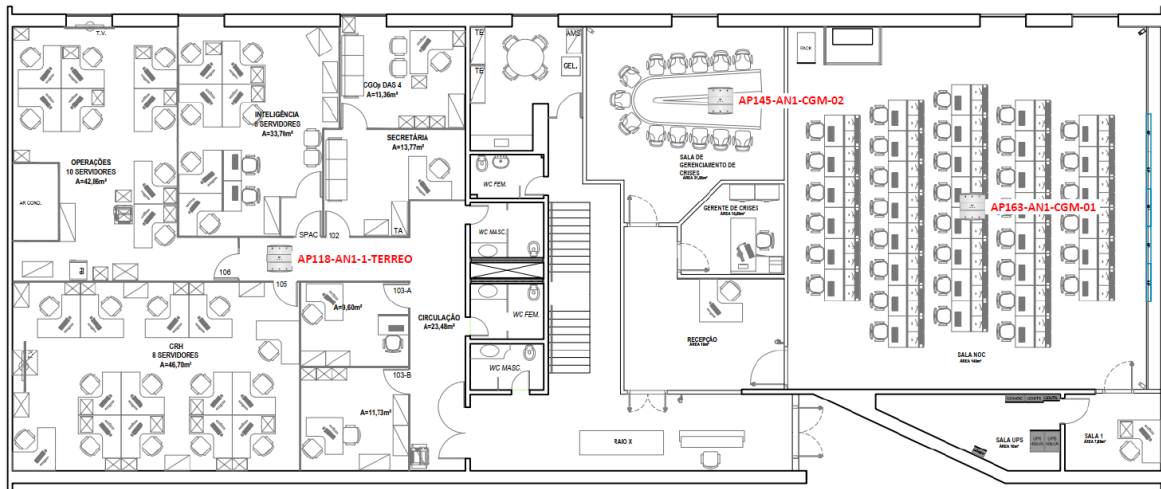 T.V.
TE
TE
AMS
GEL.
RACK
AP145-AN1-CGM-02
CGOp DAS 4
A=13,36m²
INTELIGÊNCIA
6 SERVIDORES
A=33,78m²
SECRETÁRIA
A=13,77m²
OPERAÇÕES
10 SERVIDORES
A=42,86m²
SALA DE
GERENCIAMENTO DE
CRISES
WC FEM.
AR COND.
GERENTE DE CRISES
AP163-AN1-CGM-01
SPAC
102
TA
WC MASC.
AP118-AN1-1-TERREO
106
105
103-A
A=9,60m²
CIRCULAÇÃO
A=23,48m²
WC FEM.
RECEPÇÃO
CRH
8 SERVIDORES
A=46,70m²
SALA NOC
WC MASC.
103-B
A=11,73m²
RAIO X
SALA UPS
SALA 1